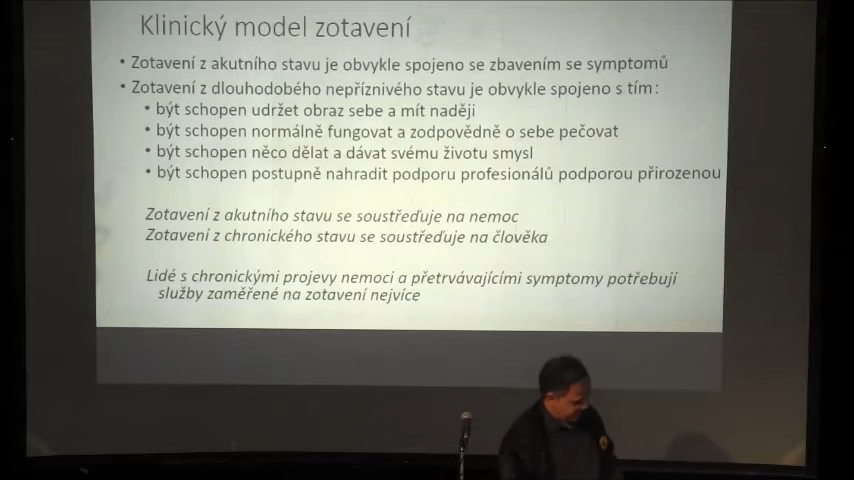 Klinický model zotavení
• Zotavení z akutního stavu je obvykle spojeno se zbavením se symptomů
• Zotavení z dlouhodobého nepříznivého stavu je obvykle spojeno s tím:
• být schopen udržet obraz sebe a mít naději
• být schopen normálně fungovat a zodpovědně o sebe pečovat
• být schopen něco dělat a dávat svému životu smysl
• být schopen postupně nahradit podporu profesionálů podporou přirozenou
Zotavení z akutního stavu se soustřeďuje na nemoc
Zotavení z chronického stavu se soustřeďuje na člověka
Lidé s chronickými projevy nemoci a přetrvávajícími symptomy potřebují
služby zaměřené na zotavení nejvíce